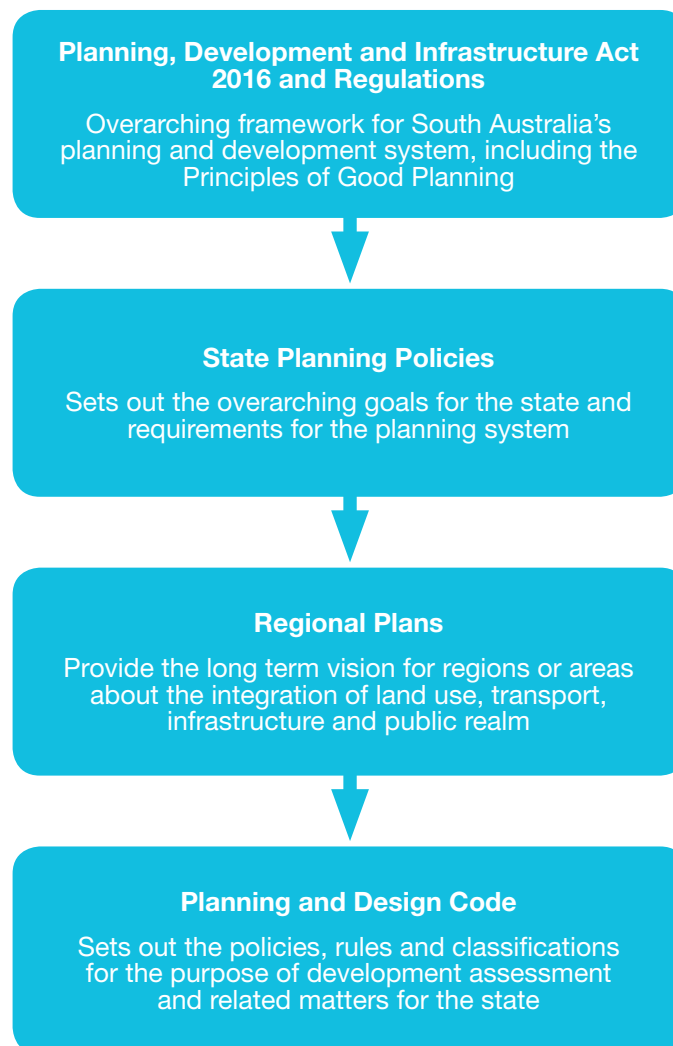 Planning, Development and Infrastructure Act
2016 and Regulations
Overarching framework for South Australia’s
planning and development system, including the
Principles of Good Planning
State Planning Policies
Sets out the overarching goals for the state and
requirements for the planning system
Regional Plans
Provide the long term vision for regions or areas
about the integration of land use, transport,
infrastructure and public realm
Planning and Design Code
Sets out the policies, rules and classifications
for the purpose of development assessment
and related matters for the state